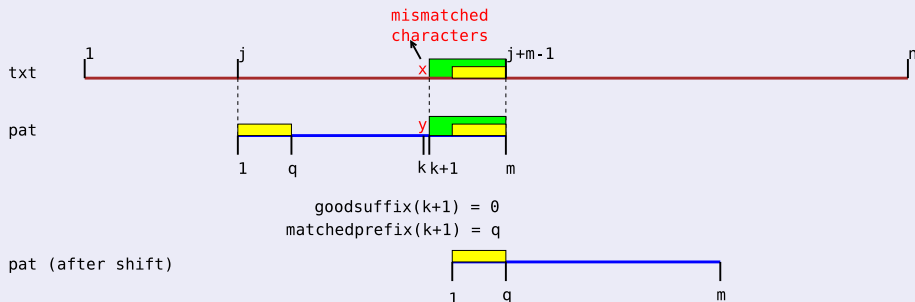 mismatched
characters
1 j j+m-1 n
txt x
pat y
1 q k k+1 m
goodsuffix(k+1) = 0
matchedprefix(k+1) = q
pat (after shift)
1 q m